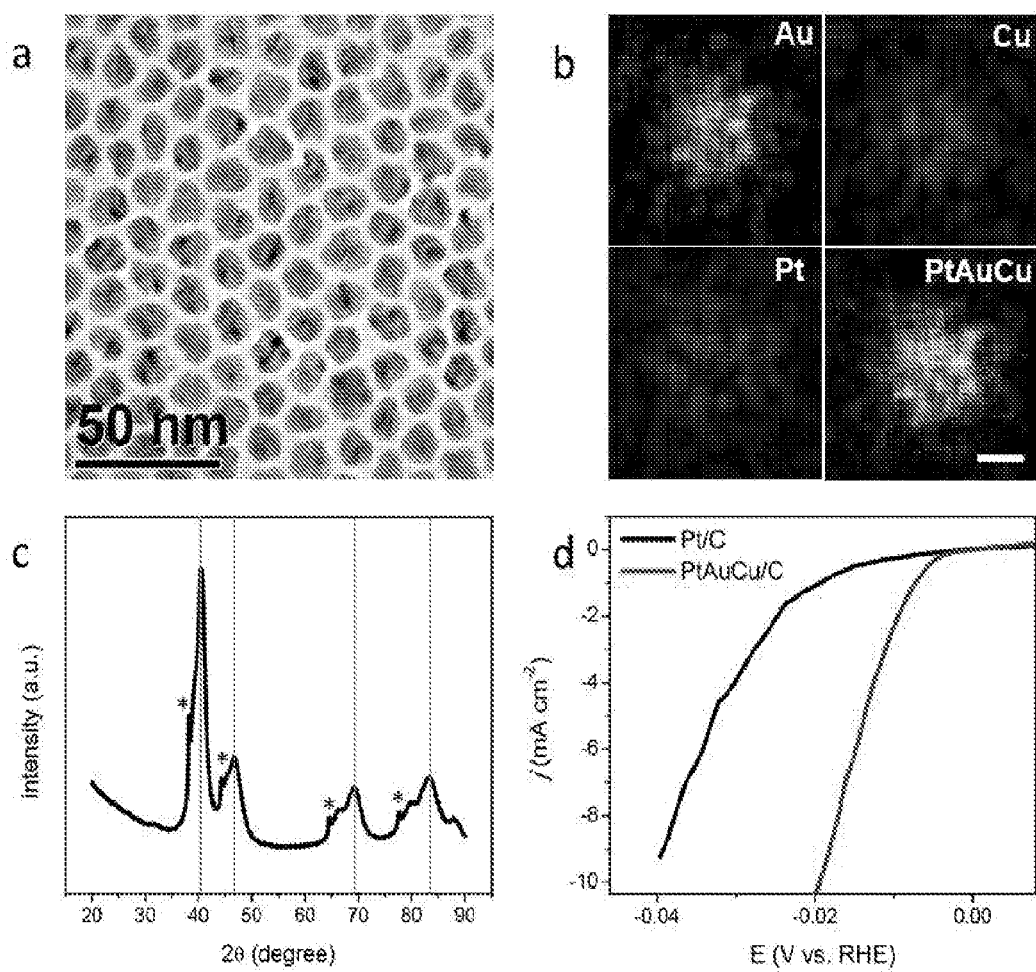 a
50 nm
b
Au
Cu
Pt
PtAuCu
c
intensity (a.u.)
*
*
*
*
20 30 40 50 60 70 80 90
2θ (degree)
d
Pt/C
PtAuCu/C
j (mA cm-2)
0
-2
-4
-6
-8
-10
-0.04 -0.02 0.00
E (V vs. RHE)